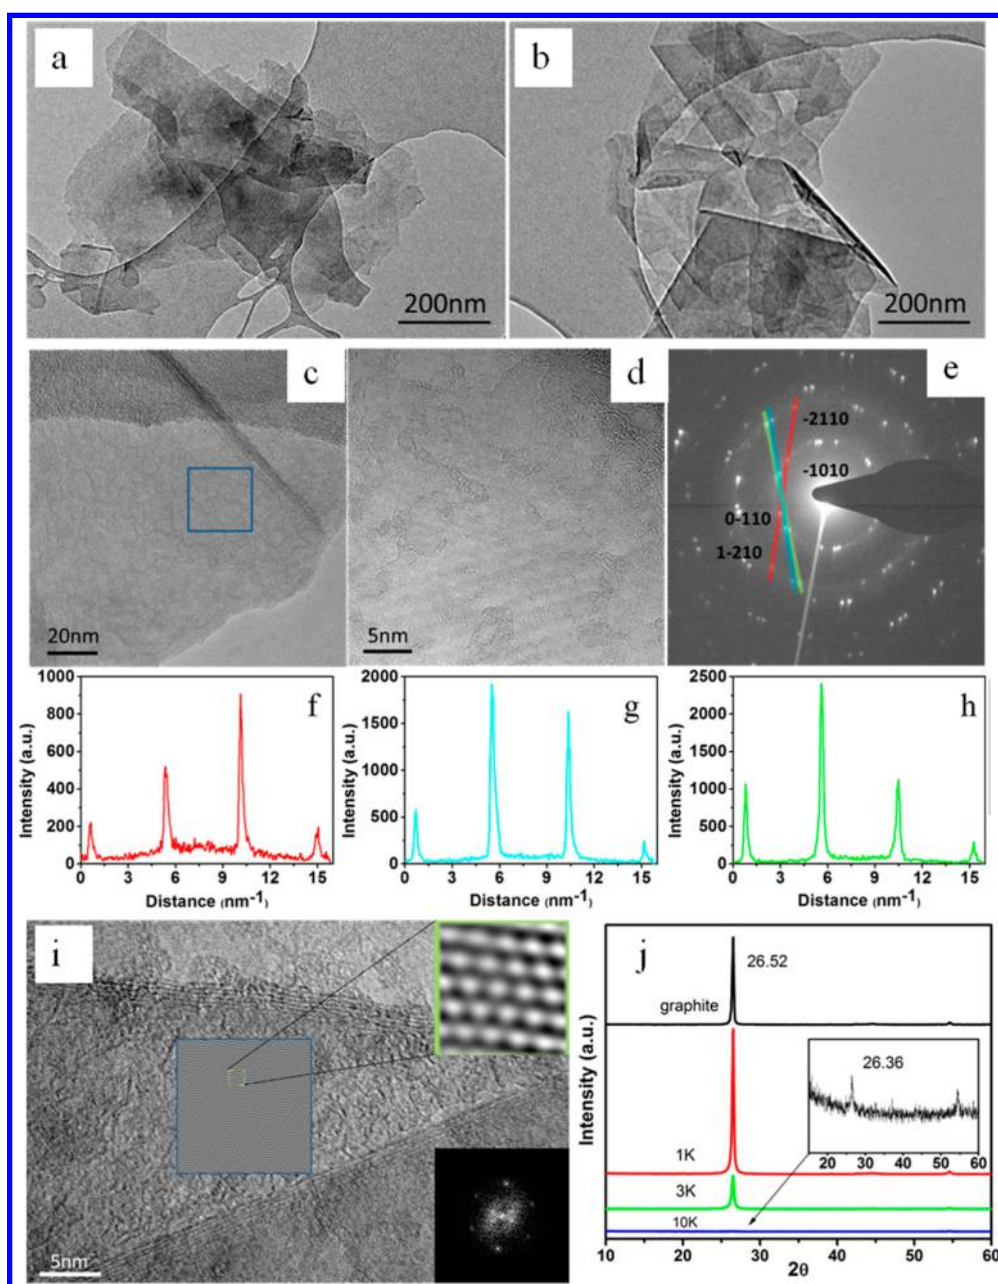 a
b
200nm
200nm
c
d
e
20nm
5nm
-2110
-1010
0-110
1-210
f
1000
800
600
400
200
0
Intensity (a.u.)
0 3 6 9 12 15
Distance (nm-1)
g
2000
1500
1000
500
0
Intensity (a.u.)
0 3 6 9 12 15
Distance (nm-1)
h
2500
2000
1500
1000
500
0
Intensity (a.u.)
0 3 6 9 12 15
Distance (nm-1)
i
5nm
j
26.52
graphite
26.36
15 20 30 40 50 60
1K
3K
10K
Intensity (a.u.)
10 20 30 40 50 60
2θ